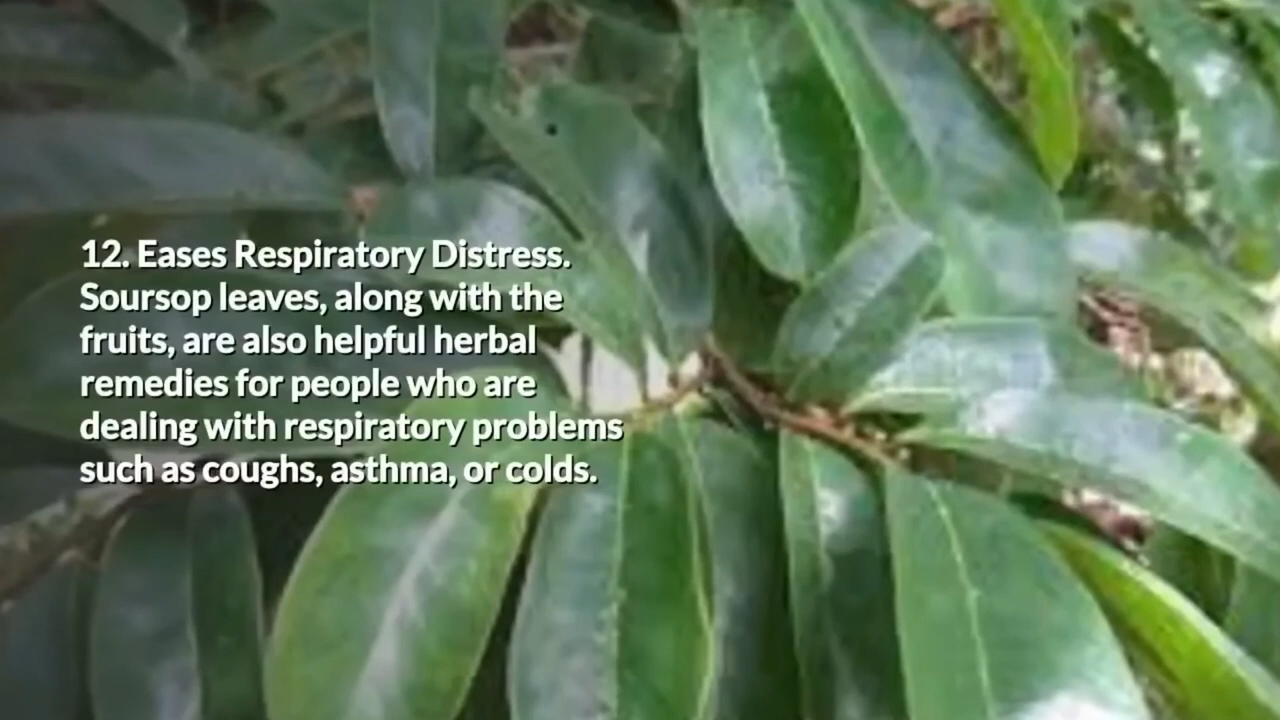 12. Eases Respiratory Distress.
Soursop leaves, along with the
fruits, are also helpful herbal
remedies for people who are
dealing with respiratory problems
such as coughs, asthma, or colds.